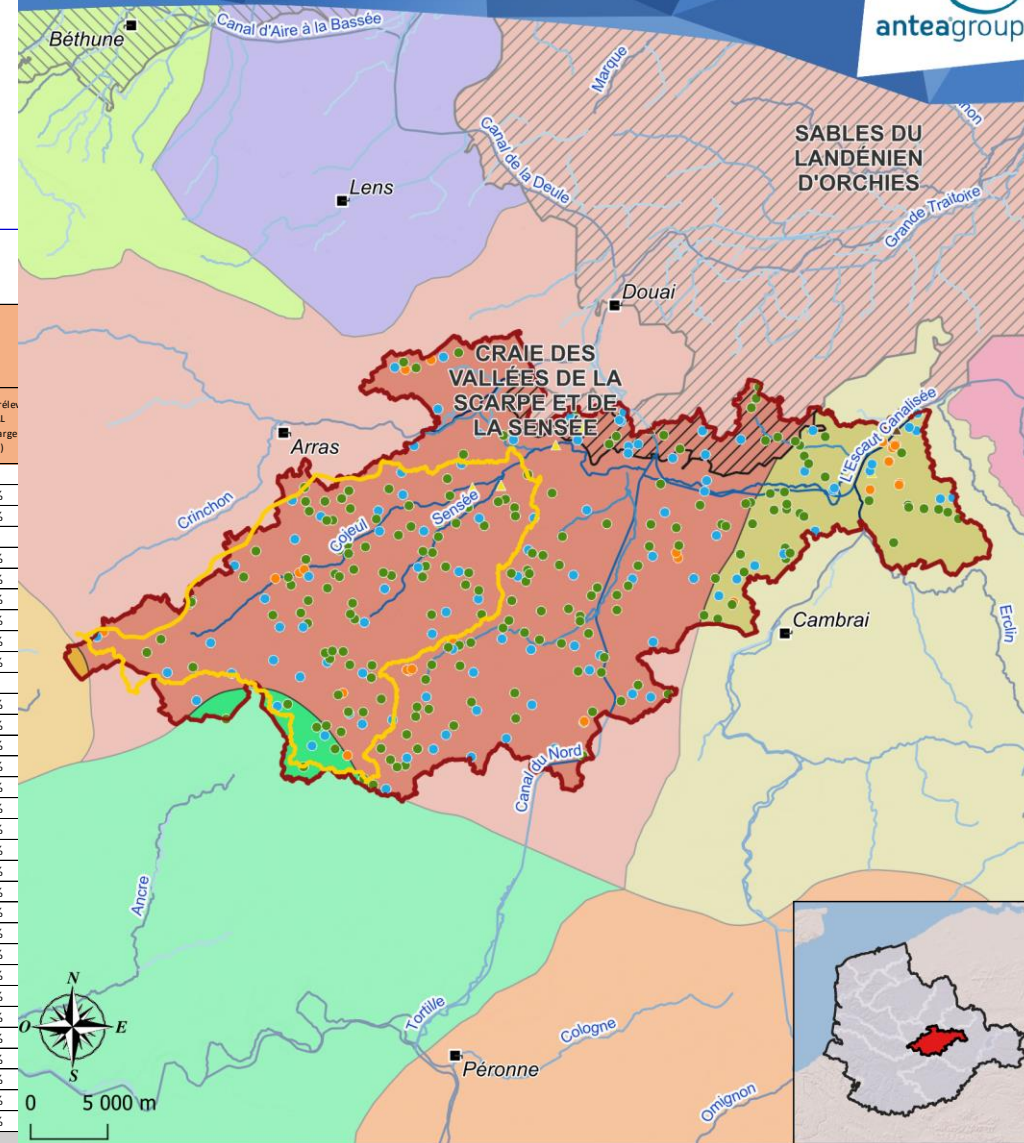 anteagroup
Béthune
Canal d'Aire à la Bassée
Marque
SABLES DU
LANDÉNIEN
D'ORCHIES
Canal de la Deule
Lens
Grande Traitoire
Douai
CRAIE DES
VALLÉES DE LA
SCARPE ET DE
LA SENSÉE
L'Escaut Canalisée
Arras
Crinchon
Cojeul
Sensée
Erclin
Cambrai
Canal du Nord
Ancre
Tortille
Cologne
Péronne
Omignon
N
O
E
S
0 5 000 m